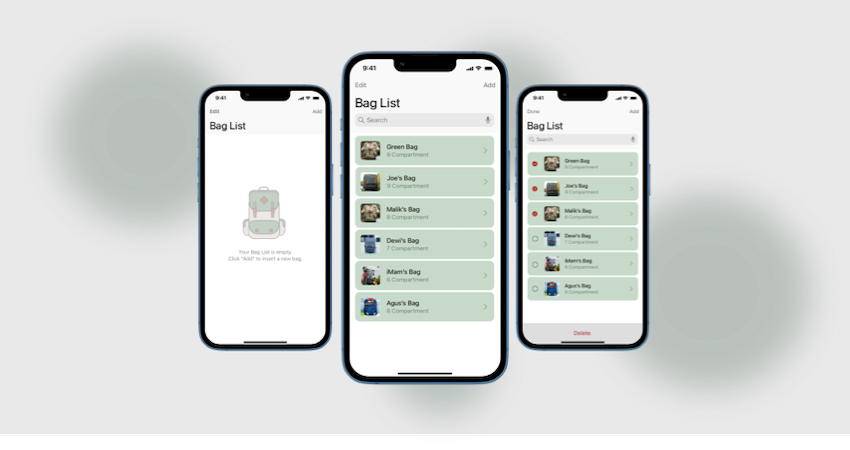 9:41
Edit
Add
Bag List
Your Bag List is empty.
Click "Add" to insert a new bag.
9:41
Edit
Add
Bag List
Search
Green Bag
9 Compartment
Joe's Bag
9 Compartment
Malik's Bag
9 Compartment
Dewi's Bag
7 Compartment
iMam's Bag
6 Compartment
Agus's Bag
8 Compartment
9:41
Done
Add
Bag List
Search
Green Bag
9 Compartment
Joe's Bag
9 Compartment
Malik's Bag
9 Compartment
Dewi's Bag
7 Compartment
iMam's Bag
6 Compartment
Agus's Bag
8 Compartment
Delete